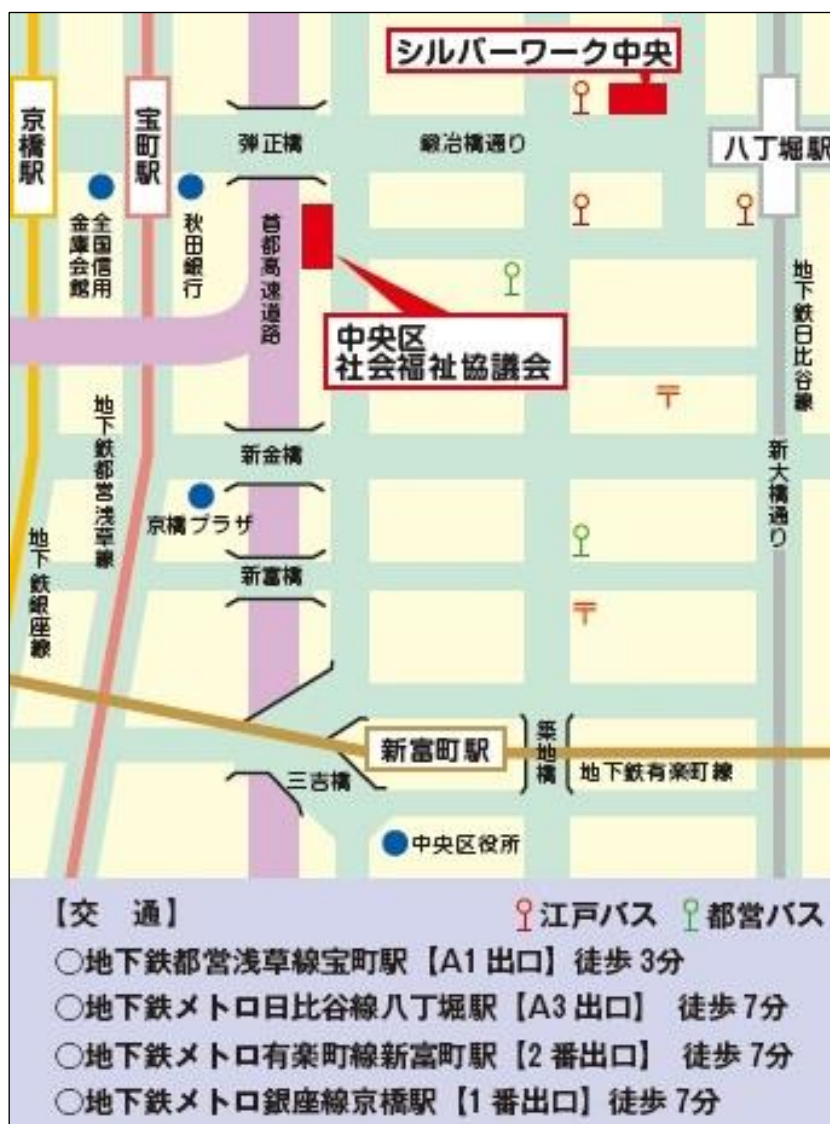 シルバーワーク中央
京橋駅
宝町駅
弾正橋
鍛冶橋通り
八丁堀駅
全国信用
金庫会館
秋田銀行
首都高速道路
中央区
社会福祉協議会
地下鉄日比谷線
地下鉄都営浅草線
新金橋
新大橋通り
京橋プラザ
地下鉄銀座線
新富橋
新富町駅
築地橋
地下鉄有楽町線
三吉橋
中央区役所
【交　通】
江戸バス 都営バス
○地下鉄都営浅草線宝町駅【A1出口】徒歩3分
○地下鉄メトロ日比谷線八丁堀駅【A3出口】 徒歩7分
○地下鉄メトロ有楽町線新富町駅【2番出口】 徒歩7分
○地下鉄メトロ銀座線京橋駅【1番出口】徒歩7分